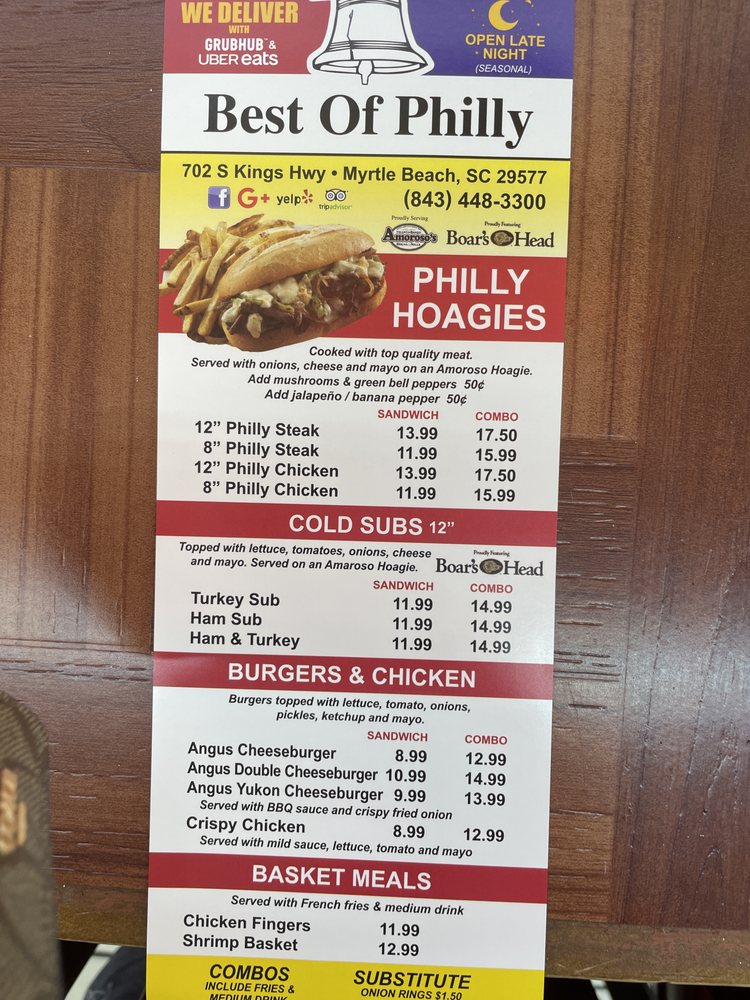 WE DELIVER
WITH
GRUBHUB &
UBER eats
OPEN LATE
· NIGHT ·
(SEASONAL)
Best Of Philly
702 S Kings Hwy • Myrtle Beach, SC 29577
f G+ yelp tripadvisor
(843) 448-3300
Proudly Serving
Amoroso's
Proudly Featuring
Boar's Head
PHILLY
HOAGIES
Cooked with top quality meat.
Served with onions, cheese and mayo on an Amoroso Hoagie.
Add mushrooms & green bell peppers 50¢
Add jalapeño / banana pepper 50¢
SANDWICH COMBO
12” Philly Steak 13.99 17.50
8” Philly Steak 11.99 15.99
12” Philly Chicken 13.99 17.50
8” Philly Chicken 11.99 15.99
COLD SUBS 12”
Topped with lettuce, tomatoes, onions, cheese
and mayo. Served on an Amaroso Hoagie.
Proudly Featuring
Boar's Head
SANDWICH COMBO
Turkey Sub 11.99 14.99
Ham Sub 11.99 14.99
Ham & Turkey 11.99 14.99
BURGERS & CHICKEN
Burgers topped with lettuce, tomato, onions,
pickles, ketchup and mayo.
SANDWICH COMBO
Angus Cheeseburger 8.99 12.99
Angus Double Cheeseburger 10.99 14.99
Angus Yukon Cheeseburger 9.99 13.99
Served with BBQ sauce and crispy fried onion
Crispy Chicken 8.99 12.99
Served with mild sauce, lettuce, tomato and mayo
BASKET MEALS
Served with French fries & medium drink
Chicken Fingers 11.99
Shrimp Basket 12.99
COMBOS
INCLUDE FRIES &
MEDIUM DRINK
SUBSTITUTE
ONION RINGS $1.50